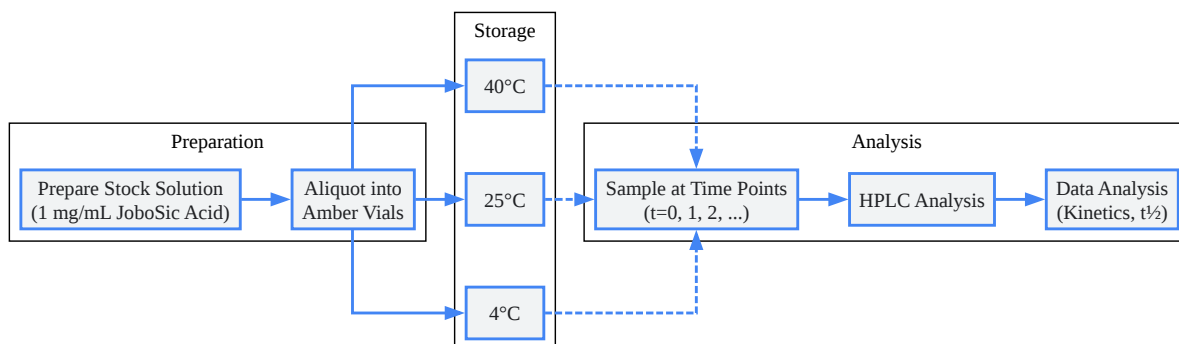 Preparation
Prepare Stock Solution
(1 mg/mL JoboSic Acid)
Aliquot into
Amber Vials
Storage
40°C
25°C
4°C
Analysis
Sample at Time Points
(t=0, 1, 2, ...)
HPLC Analysis
Data Analysis
(Kinetics, t½)